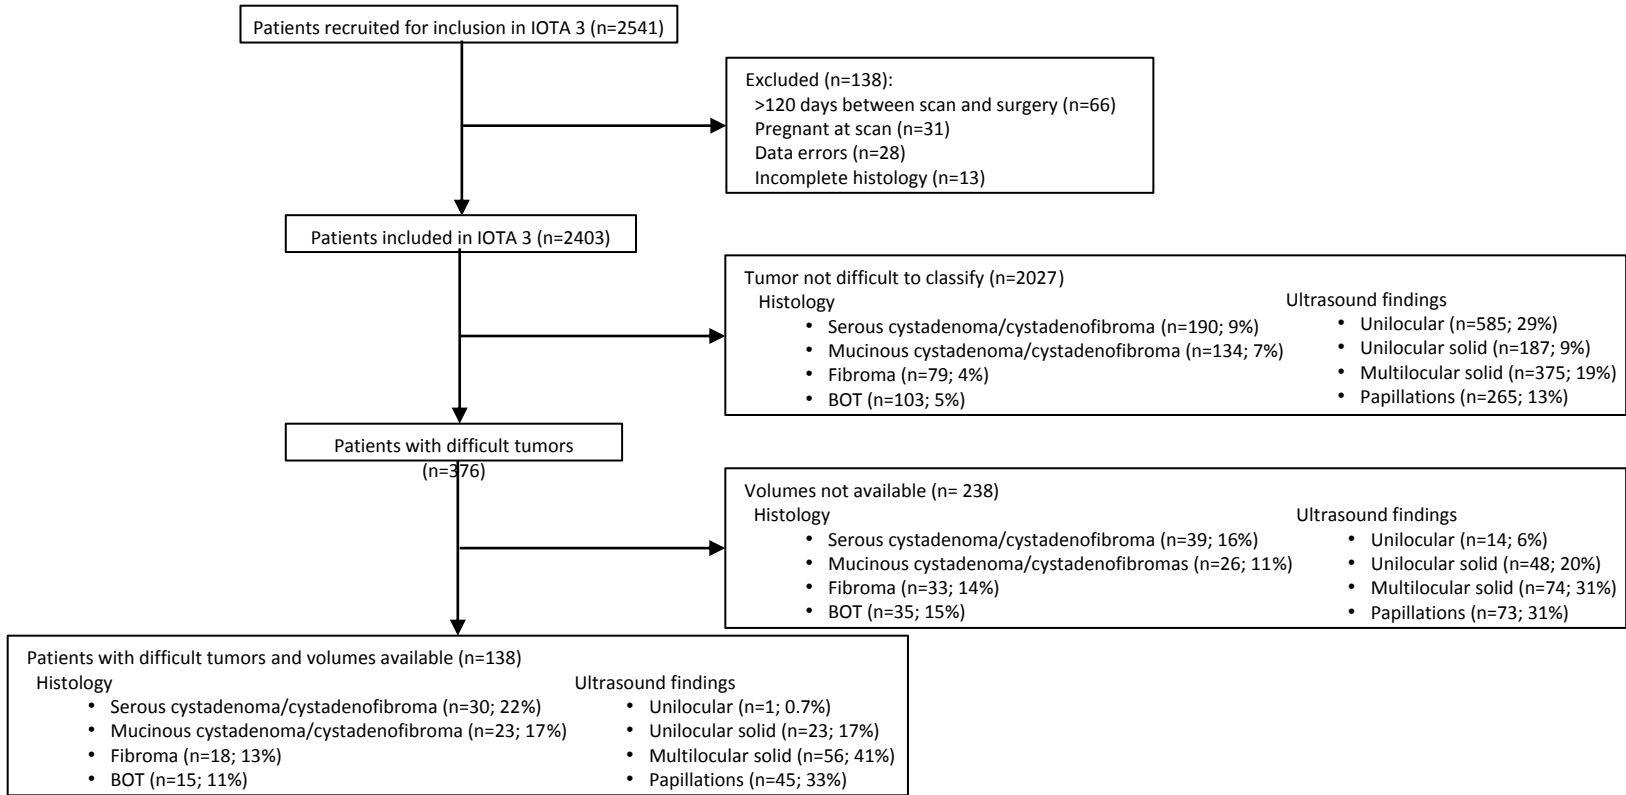 Patients recruited for inclusion in IOTA 3 (n=2541)
Excluded (n=138):
>120 days between scan and surgery (n=66)
Pregnant at scan (n=31)
Data errors (n=28)
Incomplete histology (n=13)
Patients included in IOTA 3 (n=2403)
Tumor not difficult to classify (n=2027)
Histology
• Serous cystadenoma/cystadenofibroma (n=190; 9%)
• Mucinous cystadenoma/cystadenofibroma (n=134; 7%)
• Fibroma (n=79; 4%)
• BOT (n=103; 5%)
Ultrasound findings
• Unilocular (n=585; 29%)
• Unilocular solid (n=187; 9%)
• Multilocular solid (n=375; 19%)
• Papillations (n=265; 13%)
Patients with difficult tumors
(n=376)
Volumes not available (n= 238)
Histology
• Serous cystadenoma/cystadenofibroma (n=39; 16%)
• Mucinous cystadenoma/cystadenofibromas (n=26; 11%)
• Fibroma (n=33; 14%)
• BOT (n=35; 15%)
Ultrasound findings
• Unilocular (n=14; 6%)
• Unilocular solid (n=48; 20%)
• Multilocular solid (n=74; 31%)
• Papillations (n=73; 31%)
Patients with difficult tumors and volumes available (n=138)
Histology
• Serous cystadenoma/cystadenofibroma (n=30; 22%)
• Mucinous cystadenoma/cystadenofibroma (n=23; 17%)
• Fibroma (n=18; 13%)
• BOT (n=15; 11%)
Ultrasound findings
• Unilocular (n=1; 0.7%)
• Unilocular solid (n=23; 17%)
• Multilocular solid (n=56; 41%)
• Papillations (n=45; 33%)